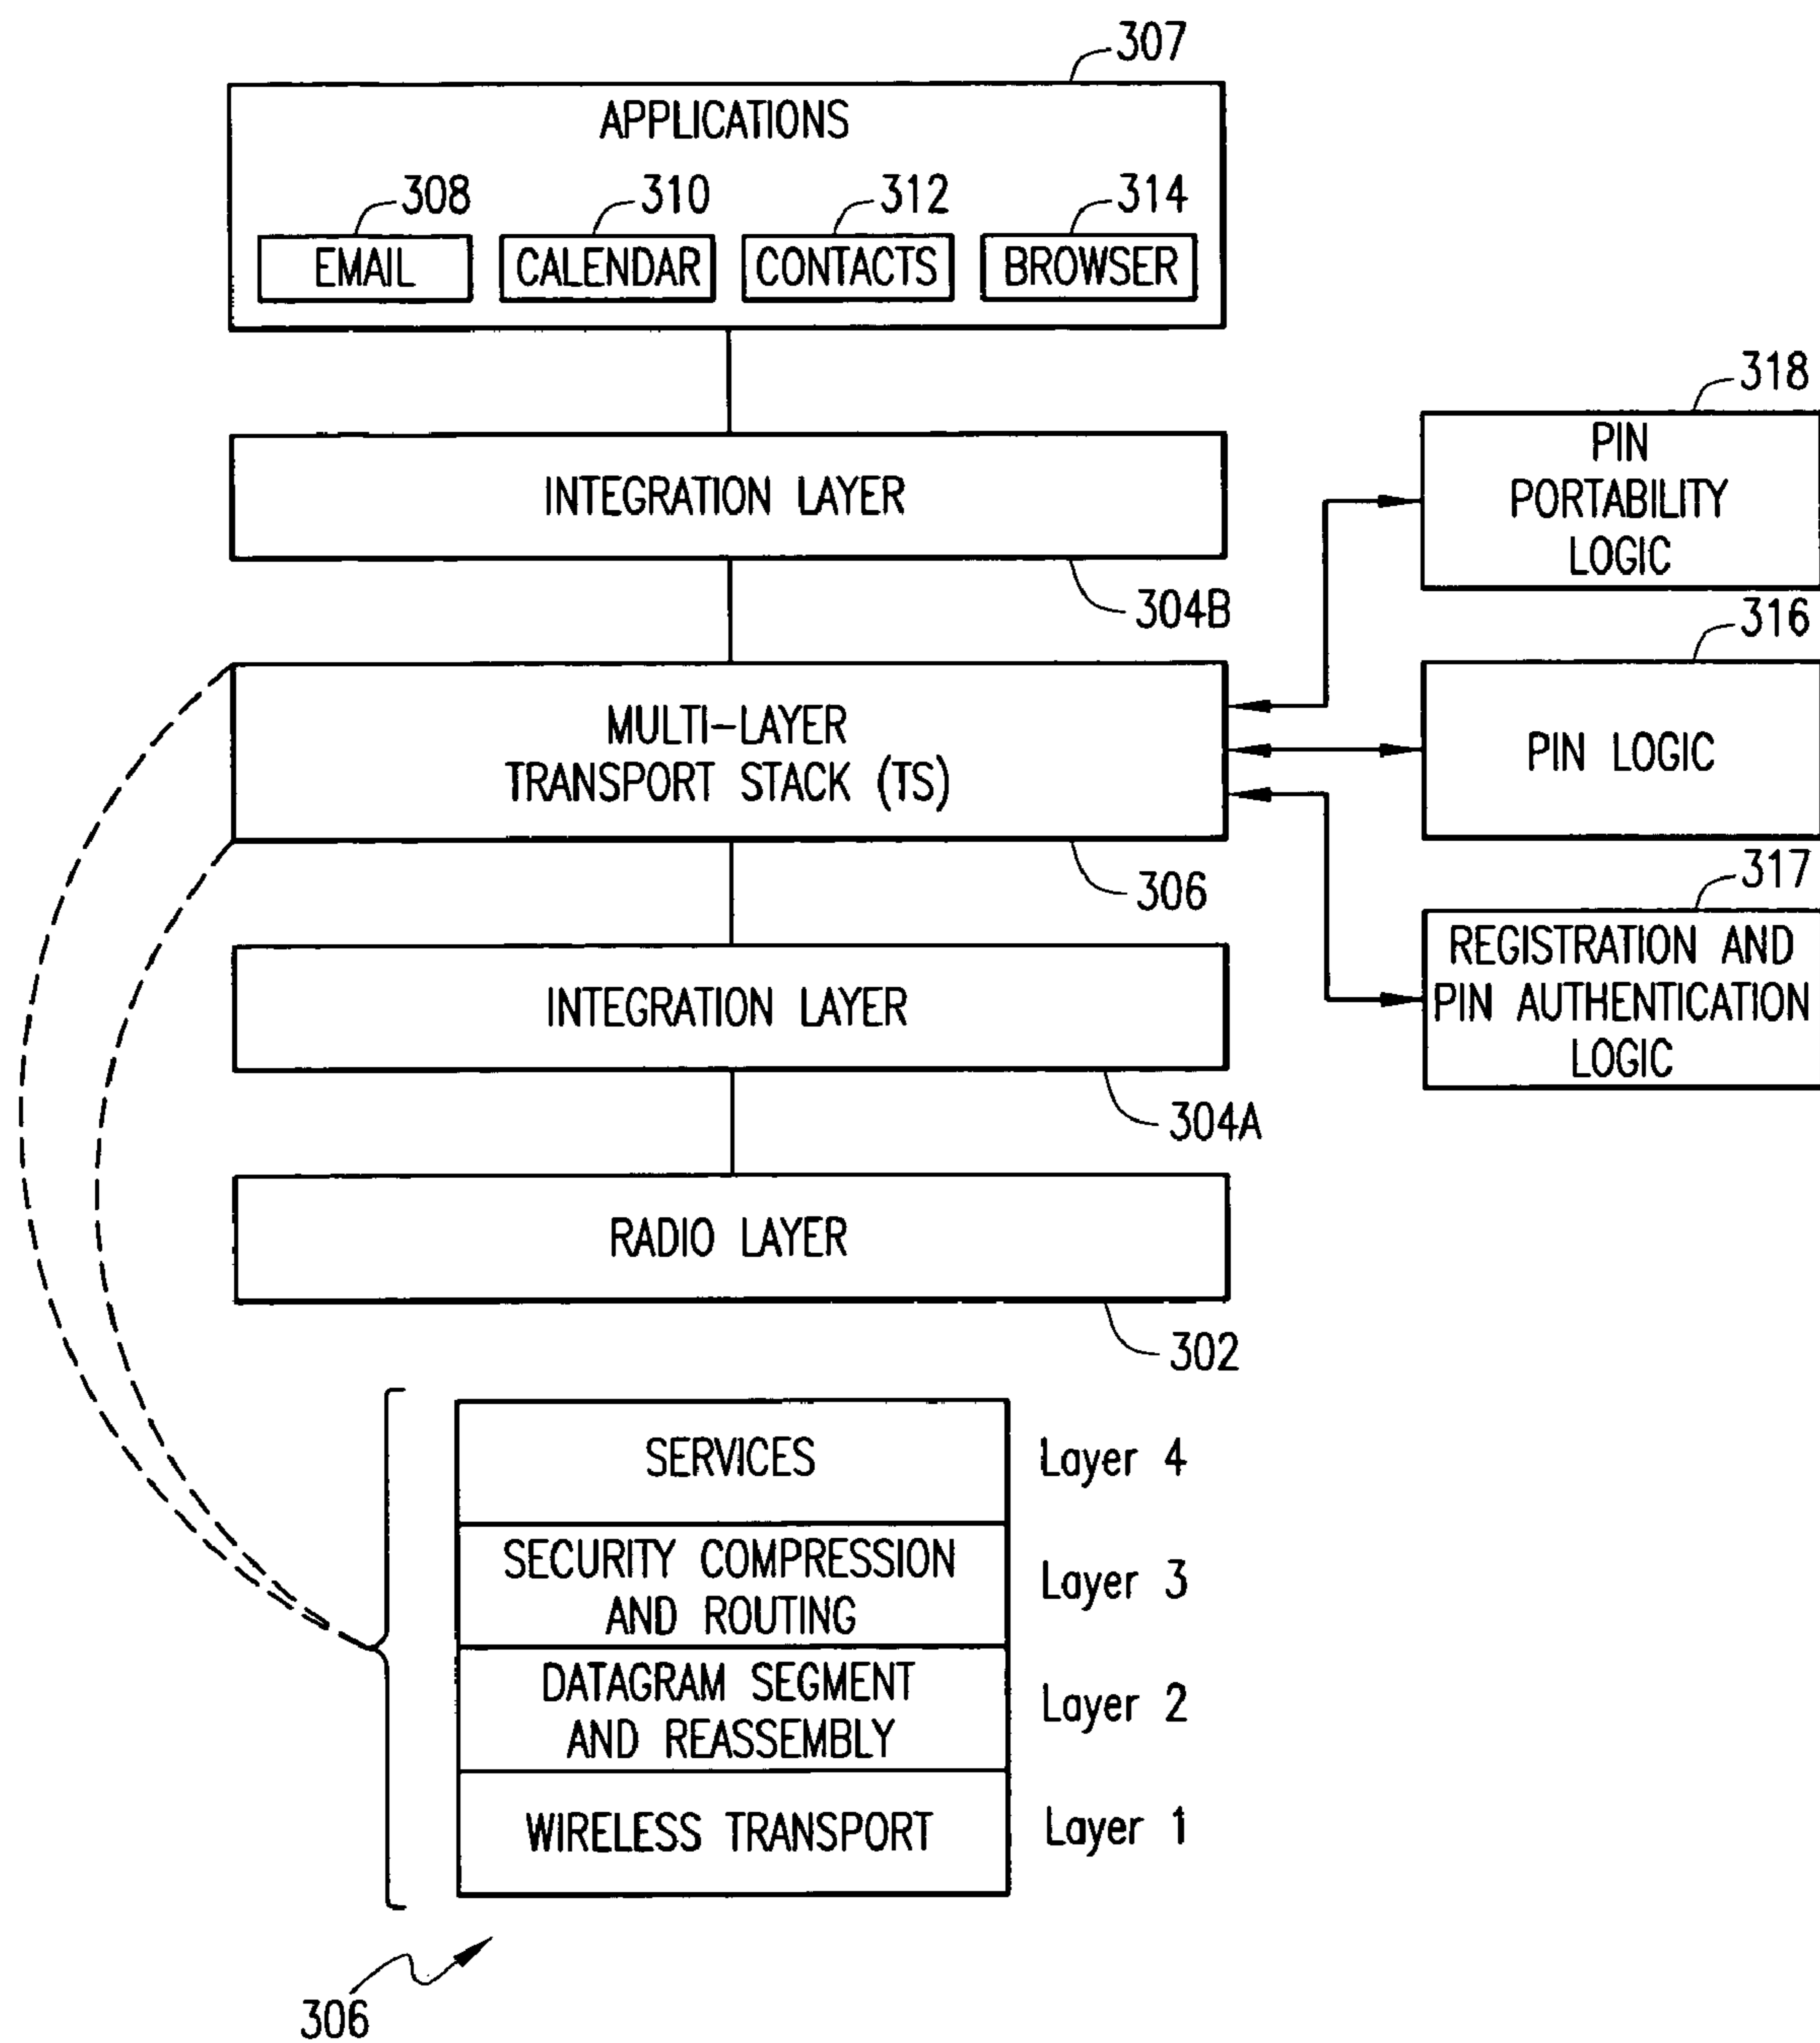 307
APPLICATIONS
308
310
312
314
EMAIL
CALENDAR
CONTACTS
BROWSER
INTEGRATION LAYER
304B
318
PIN
PORTABILITY
LOGIC
MULTI-LAYER
TRANSPORT STACK (TS)
306
316
PIN LOGIC
317
REGISTRATION AND
PIN AUTHENTICATION
LOGIC
INTEGRATION LAYER
304A
RADIO LAYER
302
SERVICES
Layer 4
SECURITY COMPRESSION
AND ROUTING
Layer 3
DATAGRAM SEGMENT
AND REASSEMBLY
Layer 2
WIRELESS TRANSPORT
Layer 1
306